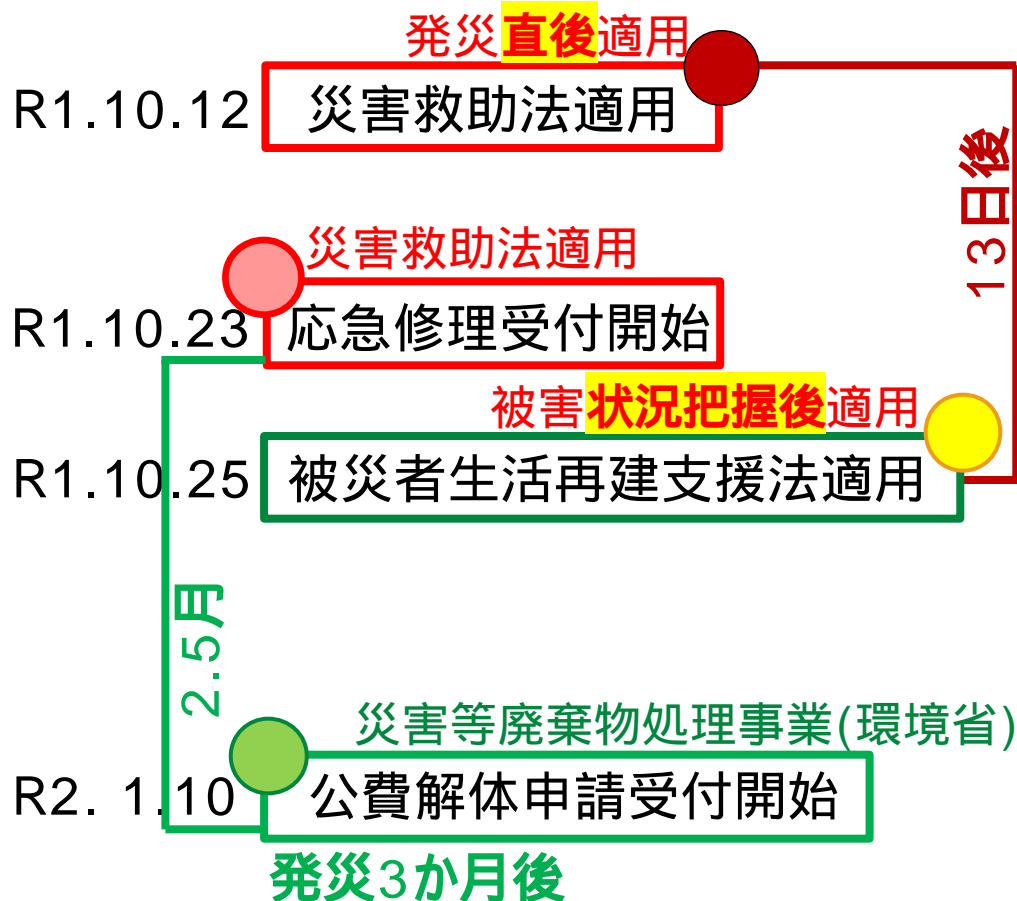 発災直後適用
R1.10.12 災害救助法適用
13日後
災害救助法適用
R1.10.23 応急修理受付開始
被害状況把握後適用
R1.10.25 被災者生活再建支援法適用
2.5月
災害等廃棄物処理事業(環境省)
R2. 1.10 公費解体申請受付開始
発災3か月後